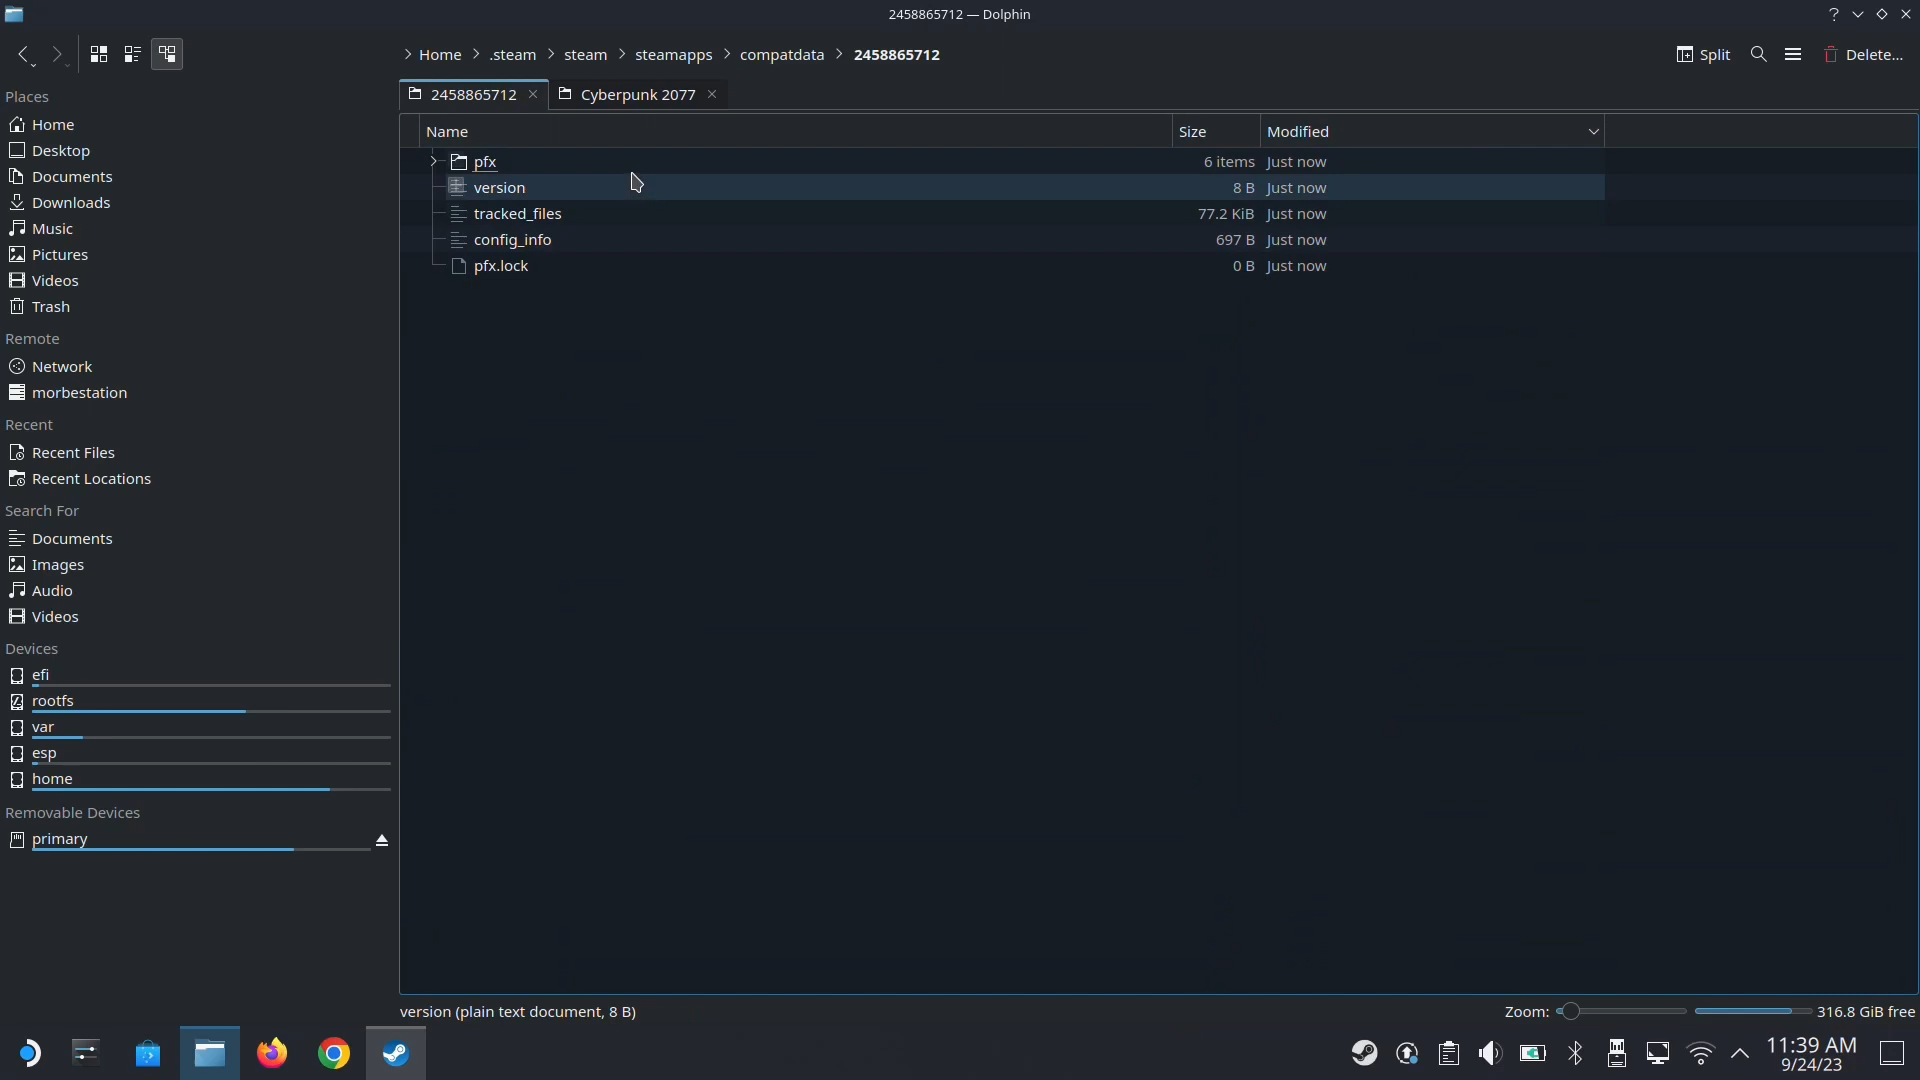 2458865712 — Dolphin
Home
.steam
steam
steamapps
compatdata
2458865712
Split
Delete...
Places
2458865712
Cyberpunk 2077
Home
Desktop
Documents
Downloads
Music
Pictures
Videos
Trash
Remote
Network
morbestation
Recent
Recent Files
Recent Locations
Search For
Documents
Images
Audio
Videos
Devices
efi
rootfs
var
esp
home
Removable Devices
primary
Name Size Modified
pfx 6 items Just now
version 8 B Just now
tracked_files 77.2 KiB Just now
config_info 697 B Just now
pfx.lock 0 B Just now
version (plain text document, 8 B)
Zoom:
316.8 GiB free
11:39 AM
9/24/23